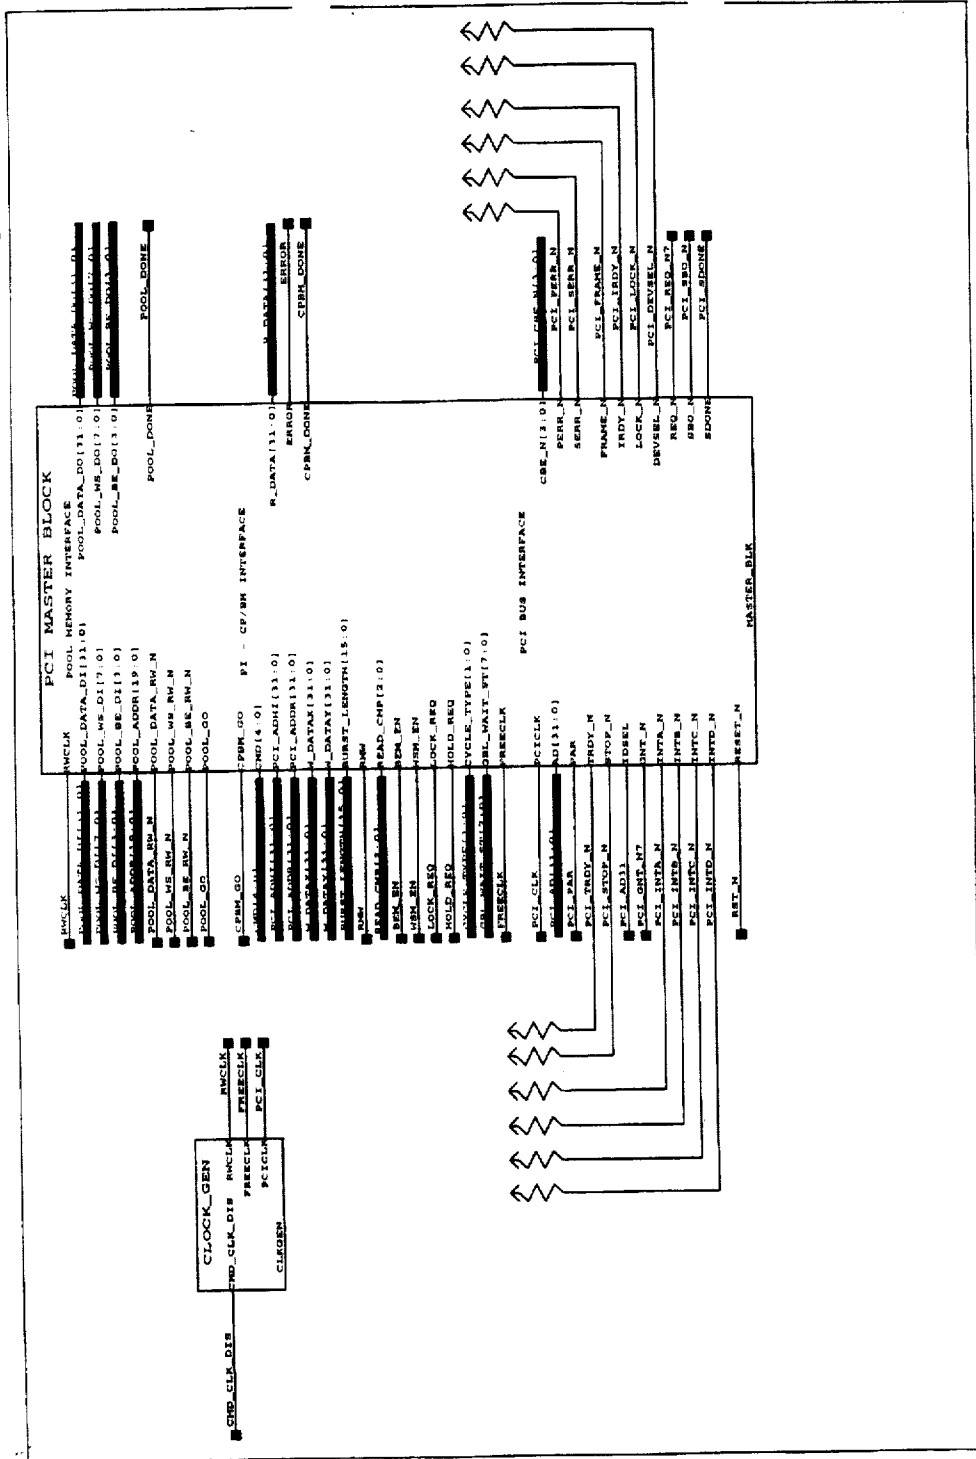 PCI MASTER BLOCK
POOL MEMORY INTERFACE
RWCLK
RWCLK
POOL_DATA_DI[31:0]
POOL_WS_DI[7:0]
POOL_BE_DI[3:0]
POOL_ADDR[19:0]
POOL_DATA_RW_N
POOL_DATA_RW_N
POOL_WS_RW_N
POOL_WS_RW_N
POOL_BE_RW_N
POOL_BE_RW_N
POOL_GO
POOL_GO
POOL_DATA_DO[31:0]
POOL_WS_DO[7:0]
POOL_BE_DO[3:0]
POOL_DONE
POOL_DONE
PI - CP/BM INTERFACE
CPBM_GO
CPBM_GO
CMD[4:0]
PCI_ADHI[31:0]
PCI_ADDR[31:0]
W_DATAX[31:0]
W_DATAY[31:0]
BURST_LENGTH[15:0]
RMW
RMW
READ_CMP[2:0]
BEM_EN
BEM_EN
WSM_EN
WSM_EN
LOCK_REQ
LOCK_REQ
HOLD_REQ
HOLD_REQ
CYCLE_TYPE[1:0]
OBL_WAIT_ST[7:0]
FREECLK
FREECLK
R_DATA[31:0]
ERROR
ERROR
CPBM_DONE
CPBM_DONE
PCI BUS INTERFACE
PCI_CLK
PCICLK
AD[31:0]
PCI_PAR
PAR
PCI_TRDY_N
TRDY_N
PCI_STOP_N
STOP_N
PCI_AD11
IDSEL
PCI_GNT_N7
GNT_N
PCI_INTA_N
INTA_N
PCI_INTB_N
INTB_N
PCI_INTC_N
INTC_N
PCI_INTD_N
INTD_N
RST_N
RESET_N
CBE_N[3:0]
PERR_N
PCI_PERR_N
SERR_N
PCI_SERR_N
FRAME_N
PCI_FRAME_N
IRDY_N
PCI_IRDY_N
LOCK_N
PCI_LOCK_N
DEVSEL_N
PCI_DEVSEL_N
REQ_N
PCI_REQ_N7
SBO_N
PCI_SBO_N
SDONE
PCI_SDONE
MASTER_BLK
CLOCK_GEN
CMD_CLK_DIS
CMD_CLK_DIS
RWCLK
RWCLK
FREECLK
FREECLK
PCICLK
PCI_CLK
CLKGEN